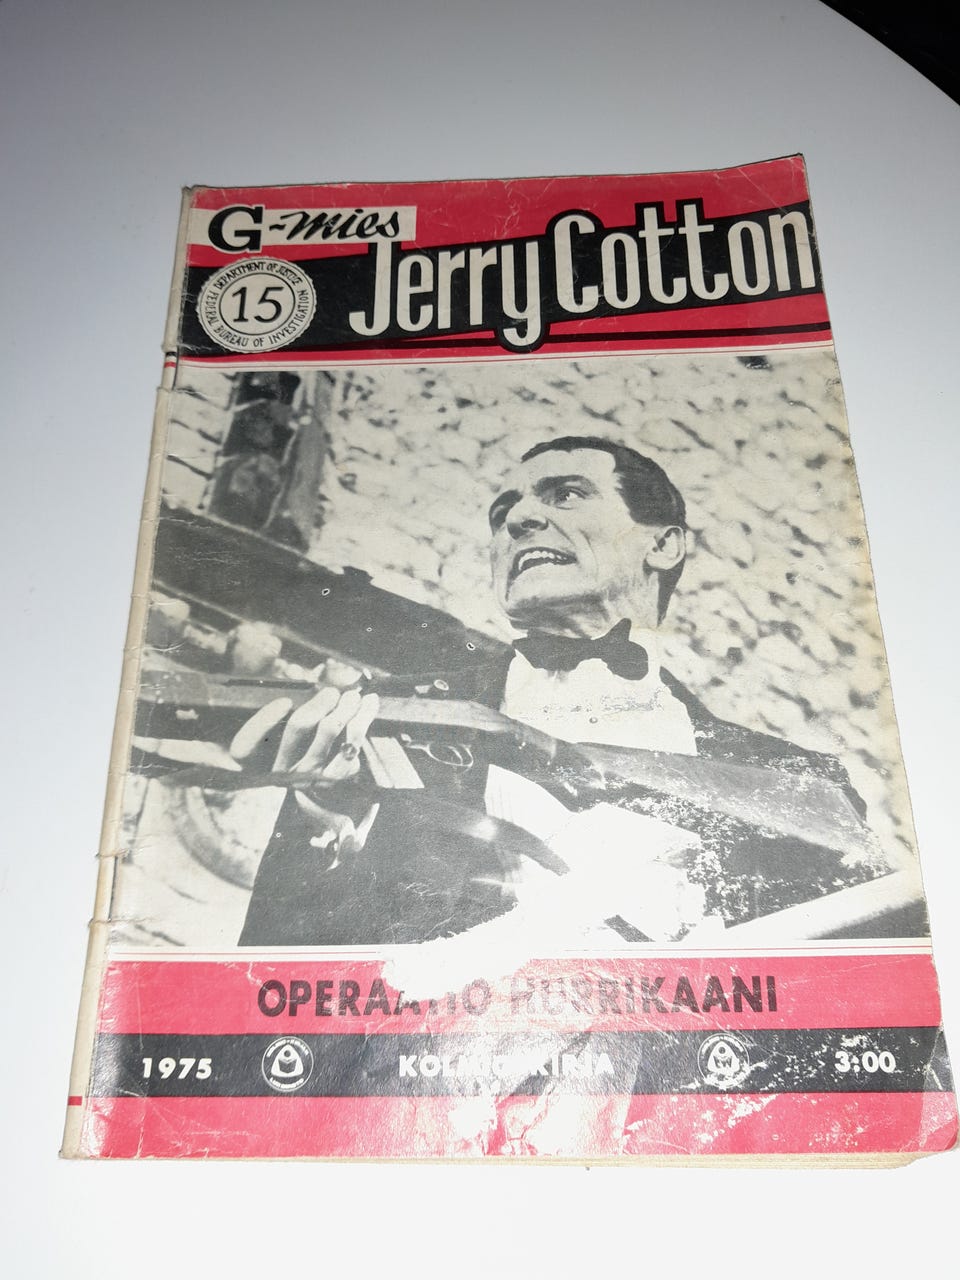 G-mies
Jerry Cotton
DEPARTMENT OF JUSTICE
15
FEDERAL BUREAU OF INVESTIGATION
OPERAATIO HURRIKAANI
1975 KOLMIOKIRJA 3:00